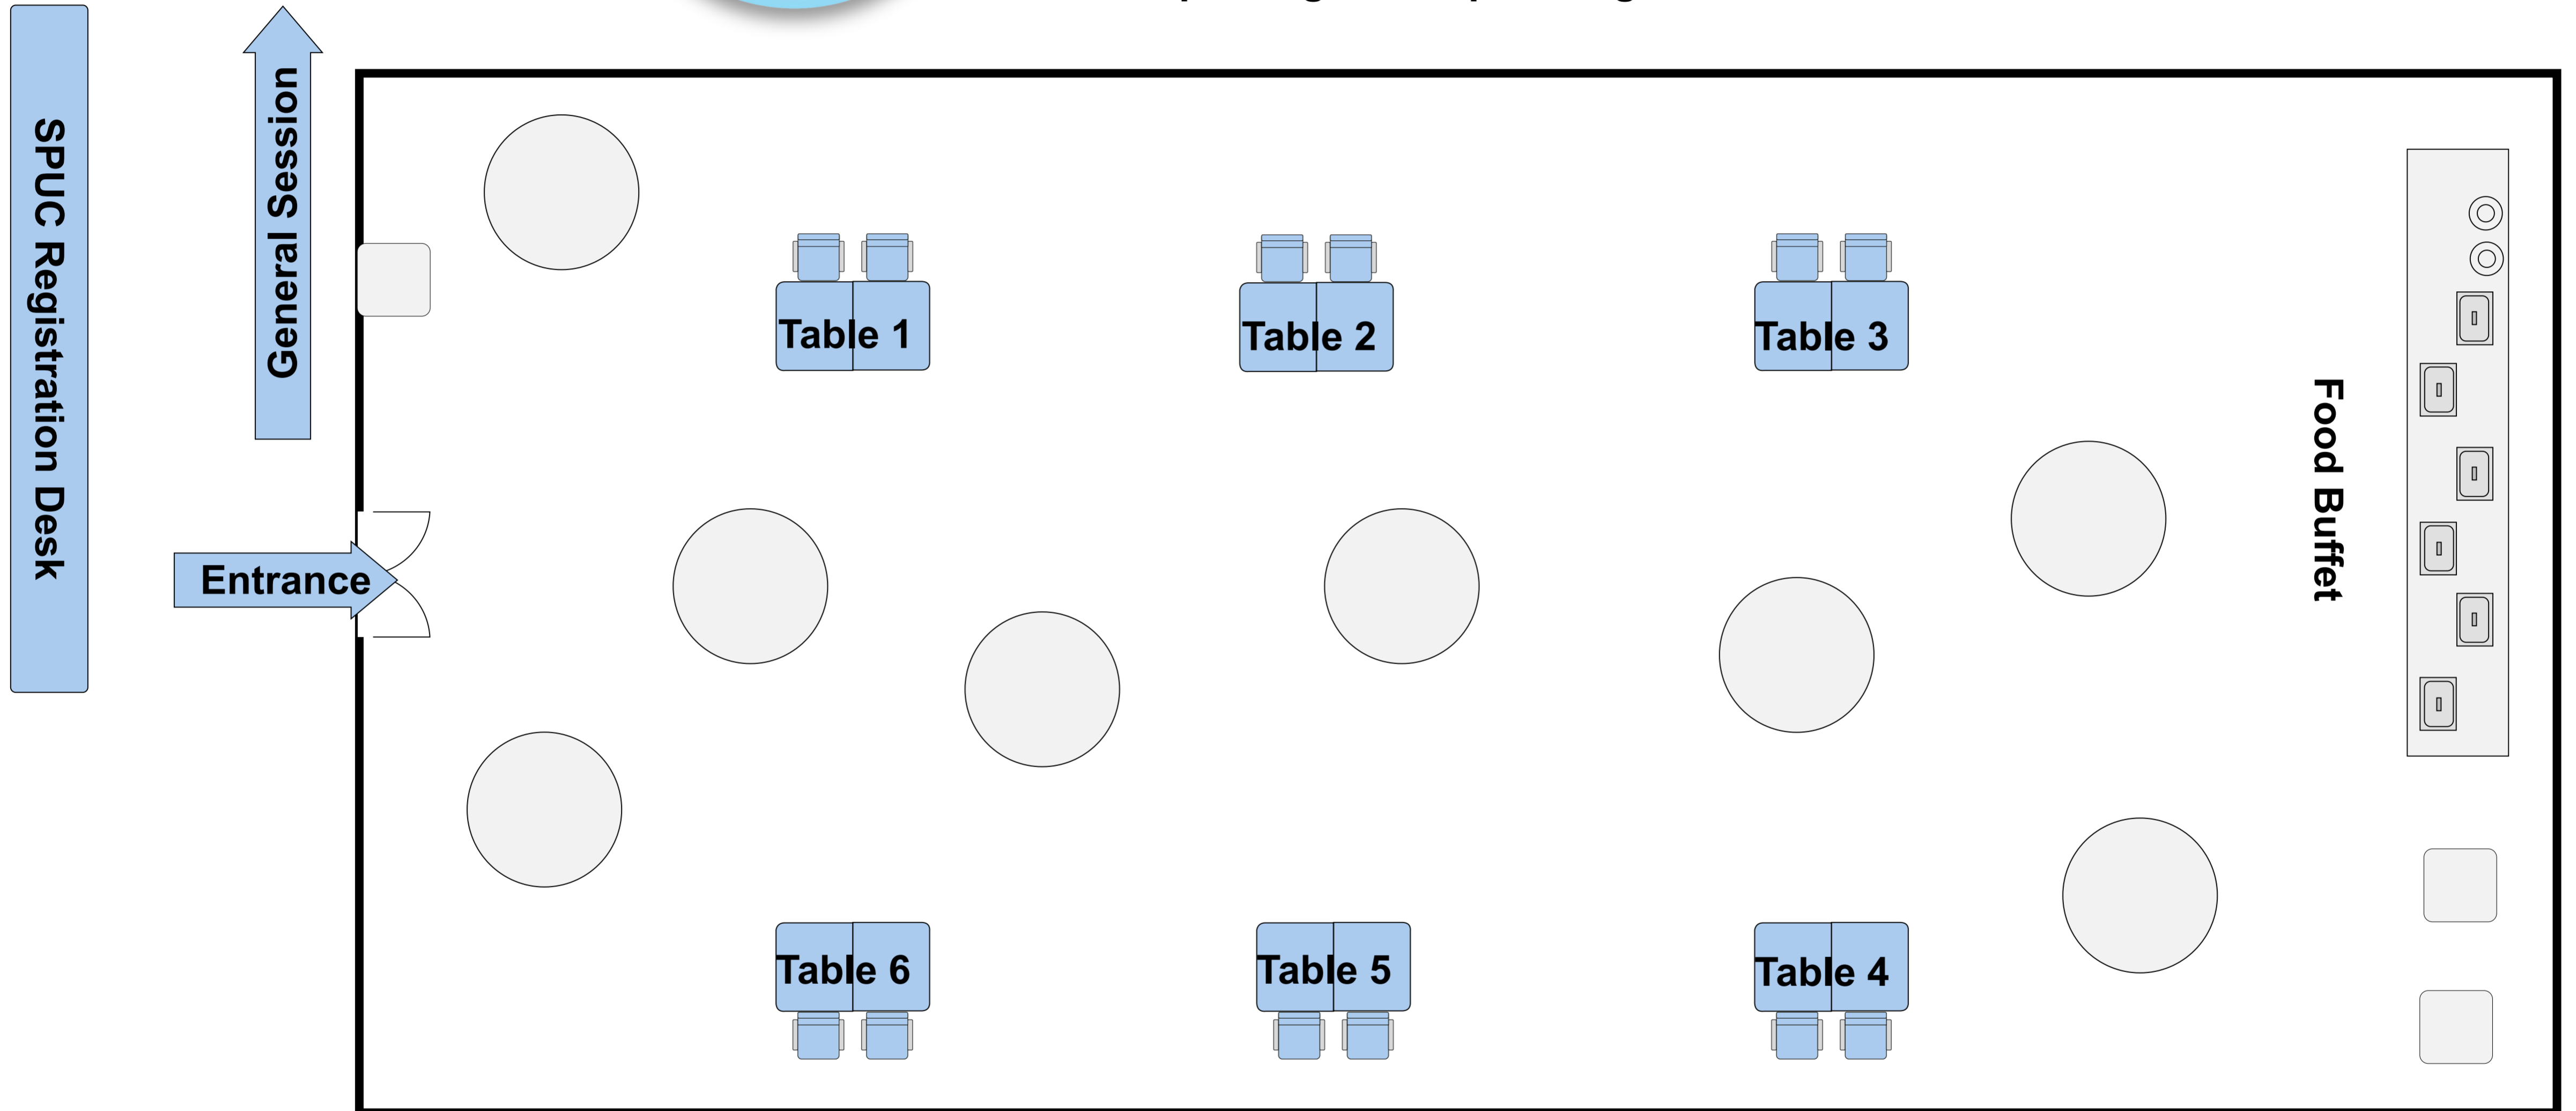 SPUC Registration Desk
General Session
Entrance
Table 1
Table 2
Table 3
Food Buffet
Table 6
Table 5
Table 4